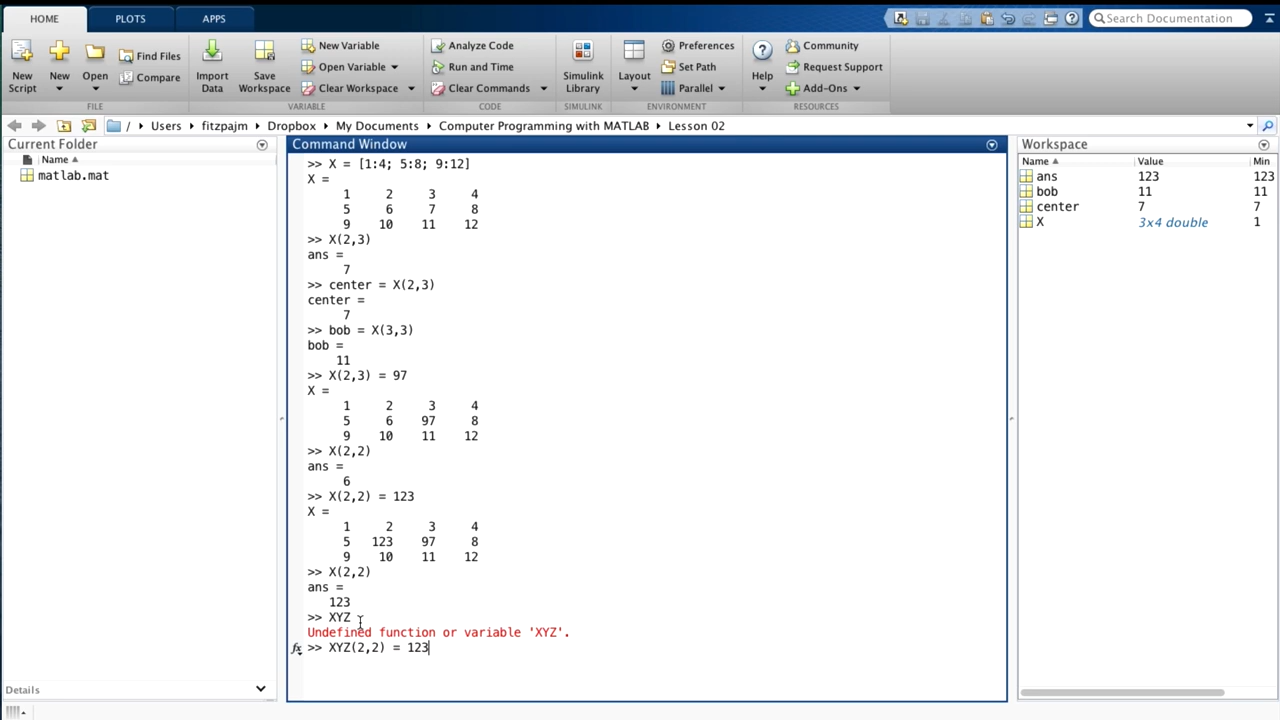 HOME PLOTS APPS Search Documentation
New Script New Open Find Files Compare Import Data Save Workspace New Variable Open Variable Clear Workspace Analyze Code Run and Time Clear Commands Simulink Library Layout Preferences Set Path Parallel Help Community Request Support Add-Ons
FILE VARIABLE CODE SIMULINK ENVIRONMENT RESOURCES
/ Users fitzpajm Dropbox My Documents Computer Programming with MATLAB Lesson 02
Current Folder
Name
matlab.mat
Details
Command Window
>> X = [1:4; 5:8; 9:12]
X =
1 2 3 4
5 6 7 8
9 10 11 12
>> X(2,3)
ans =
7
>> center = X(2,3)
center =
7
>> bob = X(3,3)
bob =
11
>> X(2,3) = 97
X =
1 2 3 4
5 6 97 8
9 10 11 12
>> X(2,2)
ans =
6
>> X(2,2) = 123
X =
1 2 3 4
5 123 97 8
9 10 11 12
>> X(2,2)
ans =
123
>> XYZ
Undefined function or variable 'XYZ'.
fx >> XYZ(2,2) = 123
Workspace
Name Value Min
ans 123 123
bob 11 11
center 7 7
X 3x4 double 1